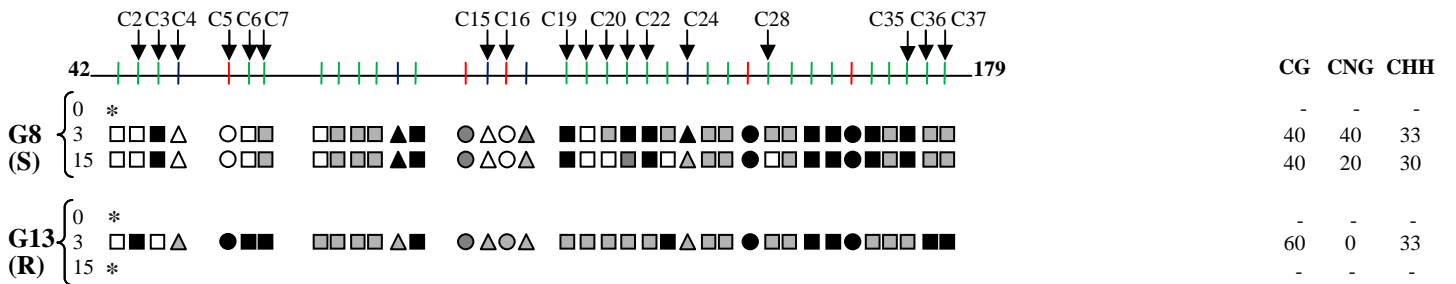 C2 C3 C4 C5 C6 C7 C15 C16 C19 C20 C22 C24 C28 C35 C36 C37
42 179 CG CNG CHH
0 * - - -
G8 3 40 40 33
(S) 15 40 20 30
0 * - - -
G13 3 60 0 33
(R) 15 * - - -